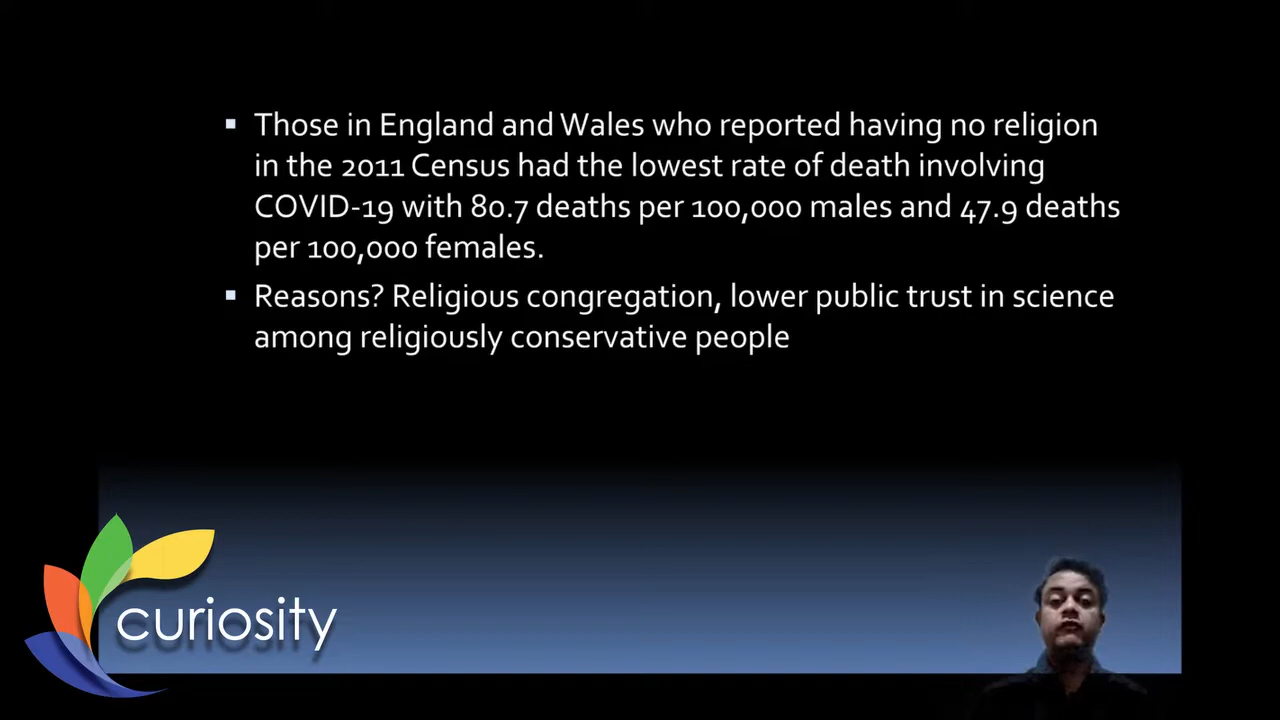 Those in England and Wales who reported having no religion
in the 2011 Census had the lowest rate of death involving
COVID-19 with 80.7 deaths per 100,000 males and 47.9 deaths
per 100,000 females.
Reasons? Religious congregation, lower public trust in science
among religiously conservative people
curiosity